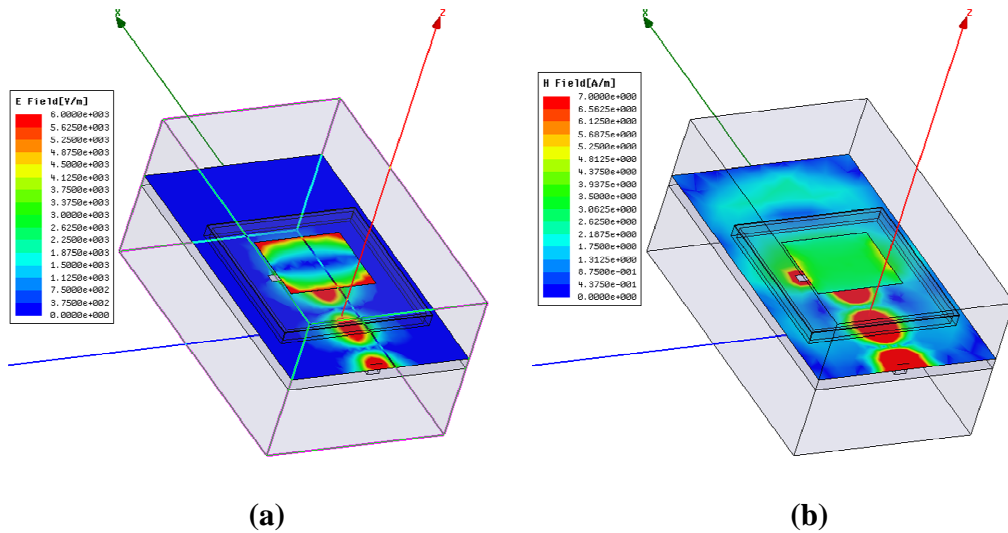 X
Z
E Field[V/m]
6.0000e+003
5.6250e+003
5.2500e+003
4.8750e+003
4.5000e+003
4.1250e+003
3.7500e+003
3.3750e+003
3.0000e+003
2.6250e+003
2.2500e+003
1.8750e+003
1.5000e+003
1.1250e+003
7.5000e+002
3.7500e+002
0.0000e+000
(a)
X
Z
H Field[A/m]
7.0000e+000
6.5625e+000
6.1250e+000
5.6875e+000
5.2500e+000
4.8125e+000
4.3750e+000
3.9375e+000
3.5000e+000
3.0625e+000
2.6250e+000
2.1875e+000
1.7500e+000
1.3125e+000
8.7500e-001
4.3750e-001
0.0000e+000
(b)